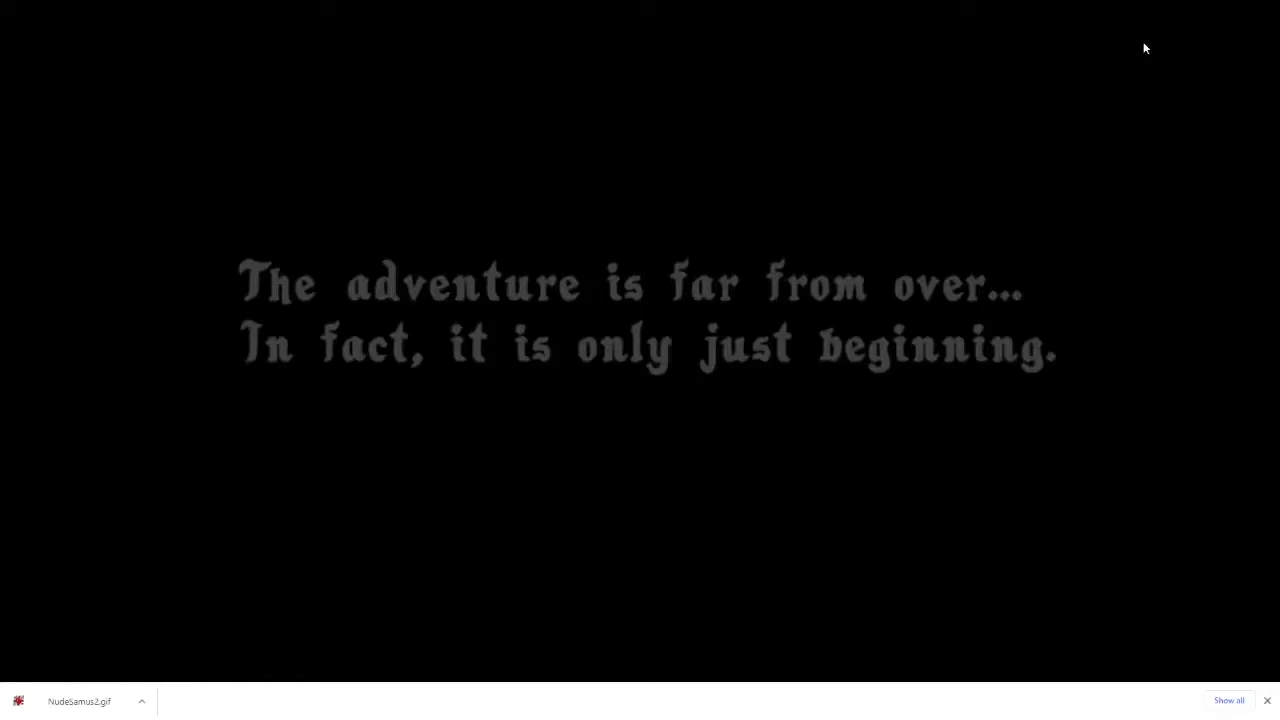 The adventure is far from over...
In fact, it is only just beginning.
NudeSamus2.gif
Show all